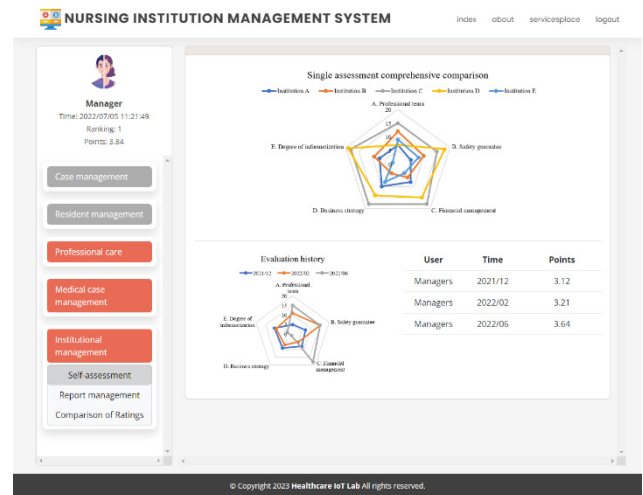 NURSING INSTITUTION MANAGEMENT SYSTEM
index about servicesplace logout
Manager
Time: 2022/07/05 11:21:49
Ranking: 1
Points: 3.84
Case management
Resident management
Professional care
Medical case
management
Institutional
management
Self-assessment
Report management
Comparison of Ratings
Single assessment comprehensive comparison
Institution A Institution B Institution C Institution D Institution E
A. Professional team
20
15
10
5
0
E. Degree of informatization
B. Safety guarantee
D. Business strategy
C. Financial management
Evaluation history
2021/12 2022/02 2022/06
A. Professional
team
20
15
10
5
0
E. Degree of
informatization
B. Safety guarantee
D. Business strategy
C. Financial
management
User Time Points
Managers 2021/12 3.12
Managers 2022/02 3.21
Managers 2022/06 3.64
© Copyright 2023 Healthcare IoT Lab All rights reserved.